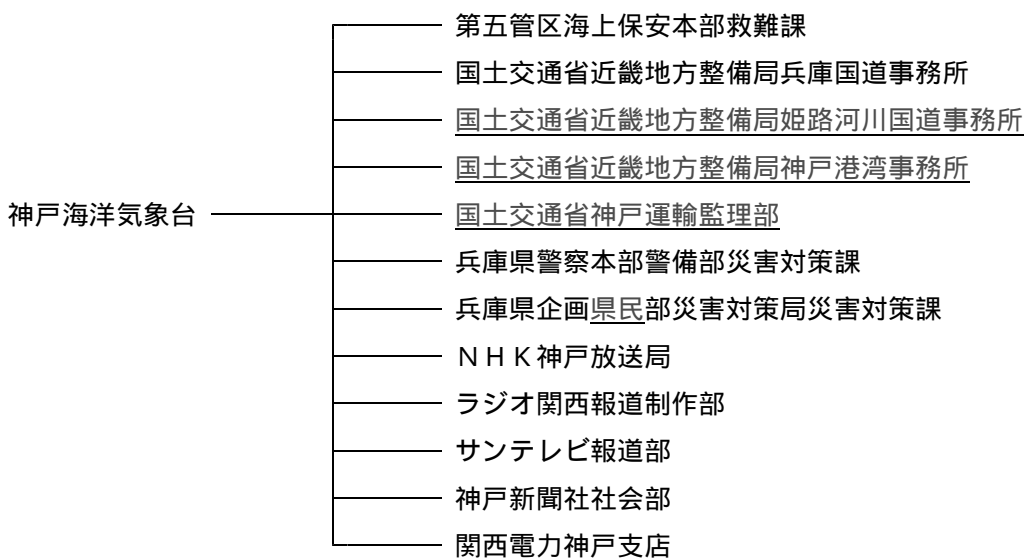 第五管区海上保安本部救難課
国土交通省近畿地方整備局兵庫国道事務所
国土交通省近畿地方整備局姫路河川国道事務所
国土交通省近畿地方整備局神戸港湾事務所
神戸海洋気象台
国土交通省神戸運輸監理部
兵庫県警察本部警備部災害対策課
兵庫県企画県民部災害対策局災害対策課
ＮＨＫ神戸放送局
ラジオ関西報道制作部
サンテレビ報道部
神戸新聞社社会部
関西電力神戸支店